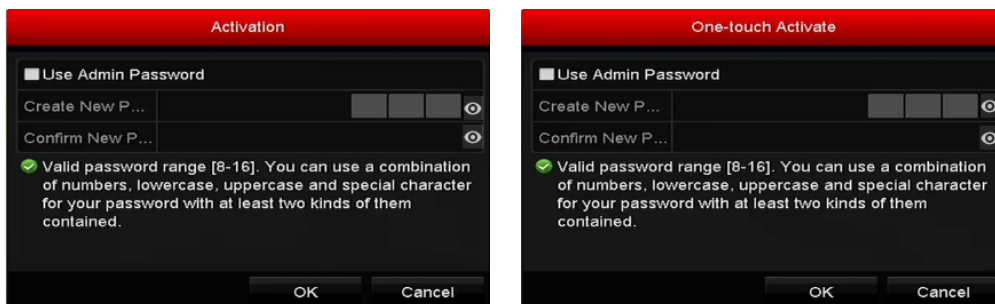 Activation
Use Admin Password
Create New P...
Confirm New P...
Valid password range [8-16]. You can use a combination
of numbers, lowercase, uppercase and special character
for your password with at least two kinds of them
contained.
OK
Cancel
One-touch Activate
Use Admin Password
Create New P...
Confirm New P...
Valid password range [8-16]. You can use a combination
of numbers, lowercase, uppercase and special character
for your password with at least two kinds of them
contained.
OK
Cancel